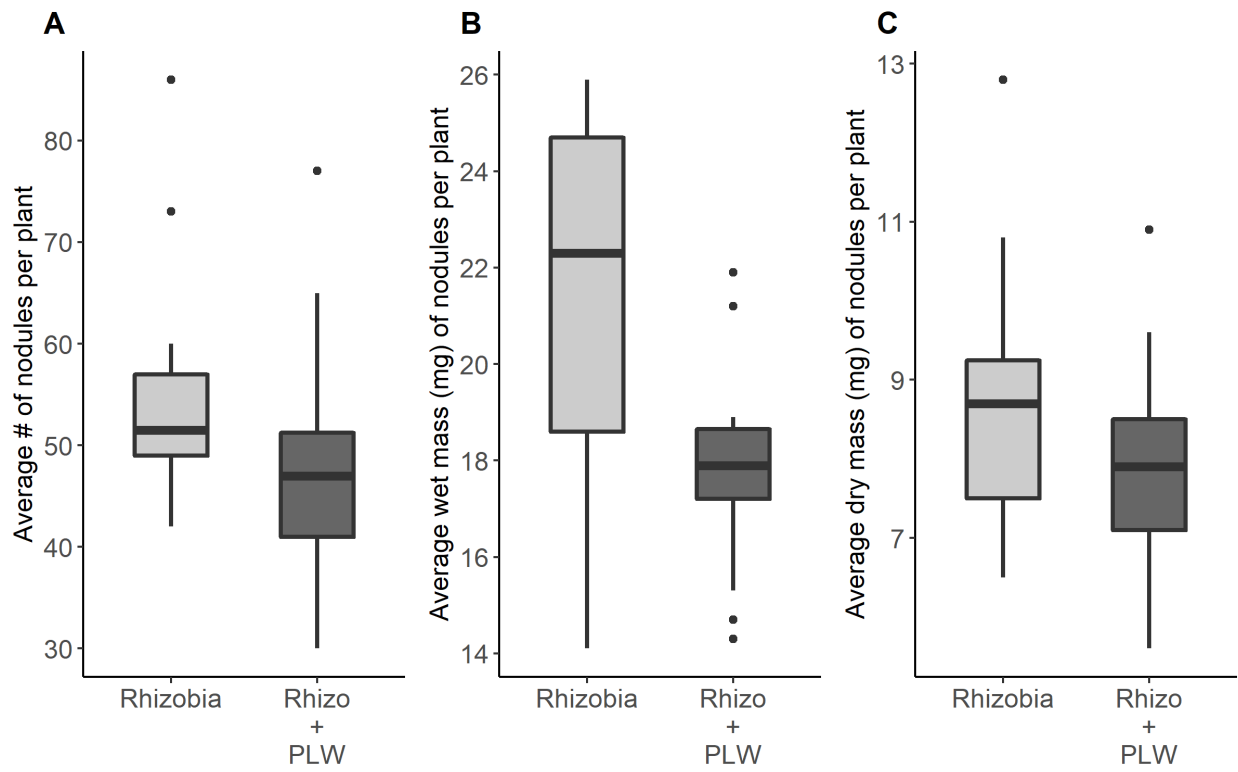 A
Average # of nodules per plant
80
70
60
50
40
30
Rhizobia
Rhizo
+
PLW
B
Average wet mass (mg) of nodules per plant
26
24
22
20
18
16
14
Rhizobia
Rhizo
+
PLW
C
Average dry mass (mg) of nodules per plant
13
11
9
7
Rhizobia
Rhizo
+
PLW